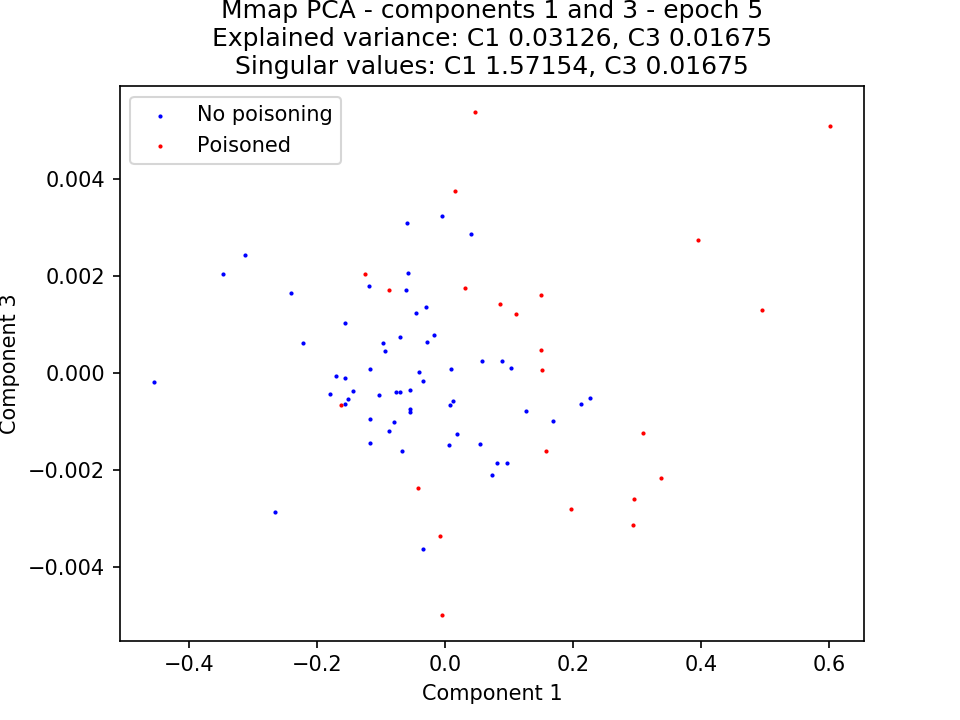 Mmap PCA - components 1 and 3 - epoch 5
Explained variance: C1 0.03126, C3 0.01675
Singular values: C1 1.57154, C3 0.01675
No poisoning
Poisoned
0.004
0.002
0.000
−0.002
−0.004
Component 3
−0.4
−0.2
0.0
0.2
0.4
0.6
Component 1